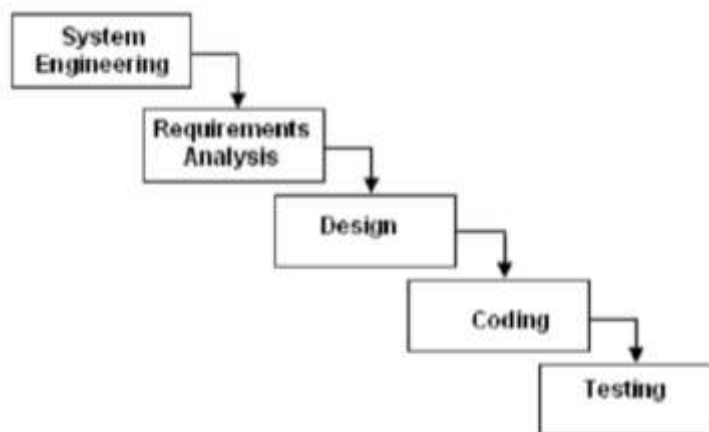 System
Engineering
Requirements
Analysis
Design
Coding
Testing